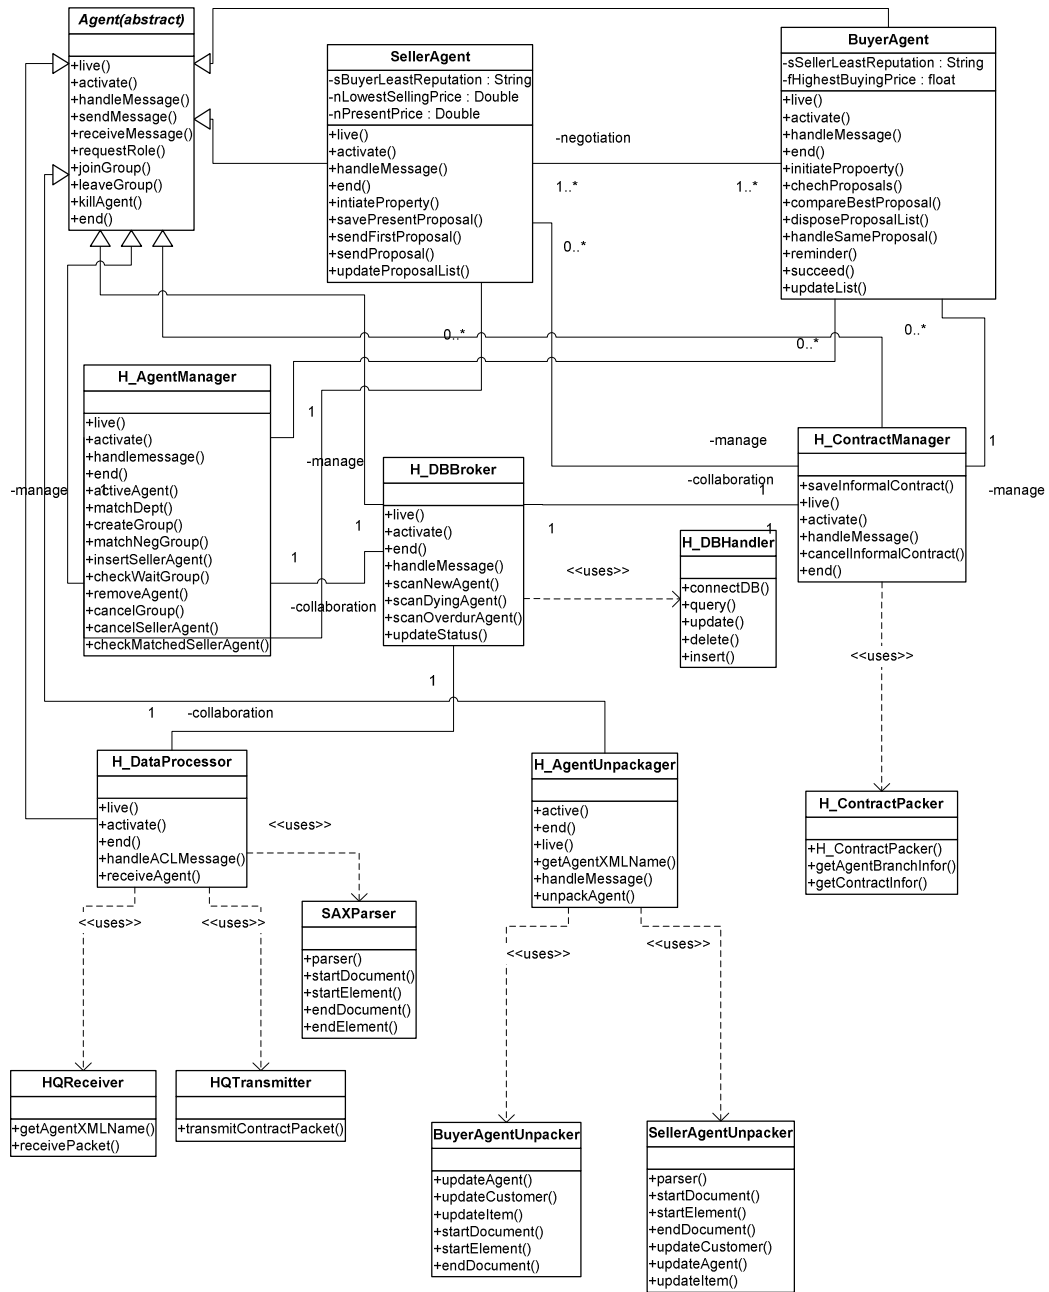 Agent(abstract)
+live()
+activate()
+handleMessage()
+sendMessage()
+receiveMessage()
+requestRole()
+joinGroup()
+leaveGroup()
+killAgent()
+end()
SellerAgent
-sBuyerLeastReputation : String
-nLowestSellingPrice : Double
-nPresentPrice : Double
+live()
+activate()
+handleMessage()
+end()
+intiateProperty()
+savePresentProposal()
+sendFirstProposal()
+sendProposal()
+updateProposalList()
-negotiation
1..*
1..*
0..*
BuyerAgent
-sSellerLeastReputation : String
-fHighestBuyingPrice : float
+live()
+activate()
+handleMessage()
+end()
+initiatePropoerty()
+chechProposals()
+compareBestProposal()
+disposeProposalList()
+handleSameProposal()
+reminder()
+succeed()
+updateList()
0..*
0..*
0..*
H_AgentManager
+live()
+activate()
+handlemessage()
+end()
+activeAgent()
+matchDept()
+createGroup()
+matchNegGroup()
+insertSellerAgent()
+checkWaitGroup()
+removeAgent()
+cancelGroup()
+cancelSellerAgent()
+checkMatchedSellerAgent()
-manage
1
1
-manage
1
1
-collaboration
H_DBBroker
+live()
+activate()
+end()
+handleMessage()
+scanNewAgent()
+scanDyingAgent()
+scanOverdurAgent()
+updateStatus()
-manage
-collaboration
1
1
1
<<uses>>
H_DBHandler
+connectDB()
+query()
+update()
+delete()
+insert()
H_ContractManager
+saveInformalContract()
+live()
+activate()
+handleMessage()
+cancelInformalContract()
+end()
1
-manage
<<uses>>
1
1
-collaboration
H_DataProcessor
+live()
+activate()
+end()
+handleACLMessage()
+receiveAgent()
<<uses>>
<<uses>>
<<uses>>
H_AgentUnpackager
+active()
+end()
+live()
+getAgentXMLName()
+handleMessage()
+unpackAgent()
<<uses>>
<<uses>>
H_ContractPacker
+H_ContractPacker()
+getAgentBranchInfor()
+getContractInfor()
SAXParser
+parser()
+startDocument()
+startElement()
+endDocument()
+endElement()
HQReceiver
+getAgentXMLName()
+receivePacket()
HQTransmitter
+transmitContractPacket()
BuyerAgentUnpacker
+updateAgent()
+updateCustomer()
+updateItem()
+startDocument()
+startElement()
+endDocument()
SellerAgentUnpacker
+parser()
+startDocument()
+startElement()
+endDocument()
+updateCustomer()
+updateAgent()
+updateItem()